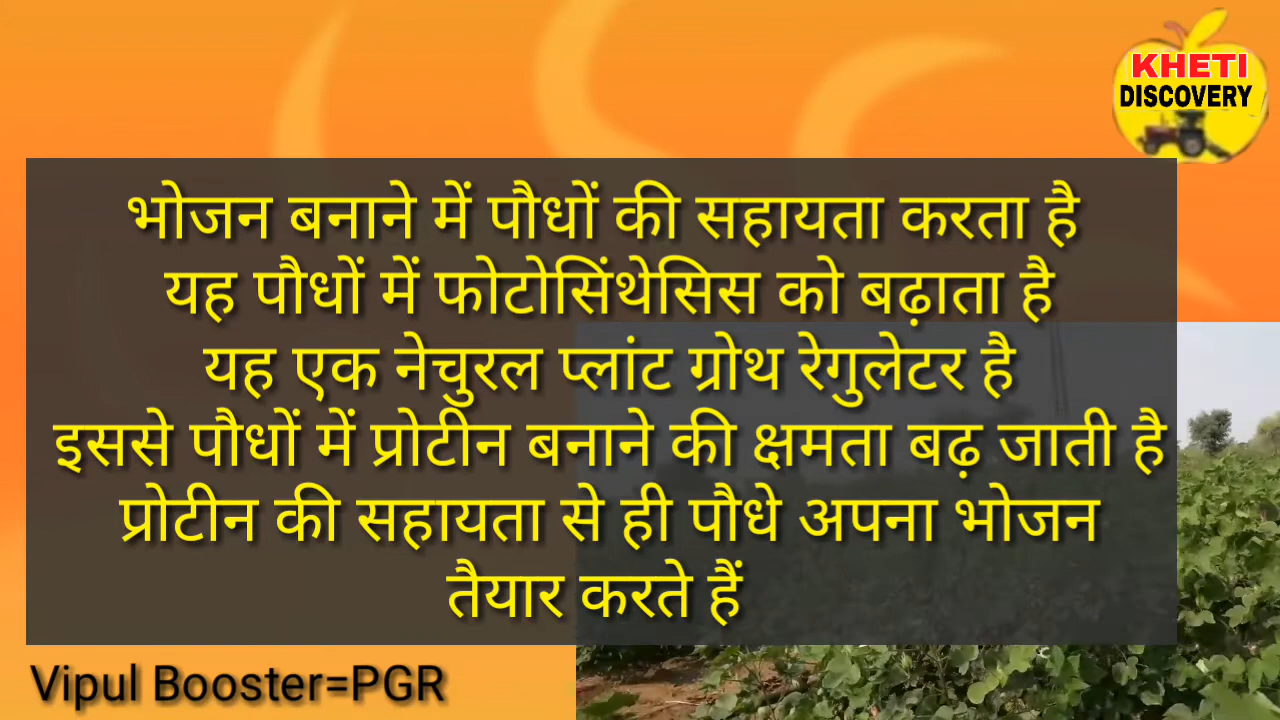 KHETI
DISCOVERY
भोजन बनाने में पौधों की सहायता करता है
यह पौधों में फोटोसिंथेसिस को बढ़ाता है
यह एक नेचुरल प्लांट ग्रोथ रेगुलेटर है
इससे पौधों में प्रोटीन बनाने की क्षमता बढ़ जाती है
प्रोटीन की सहायता से ही पौधे अपना भोजन
तैयार करते हैं
Vipul Booster=PGR